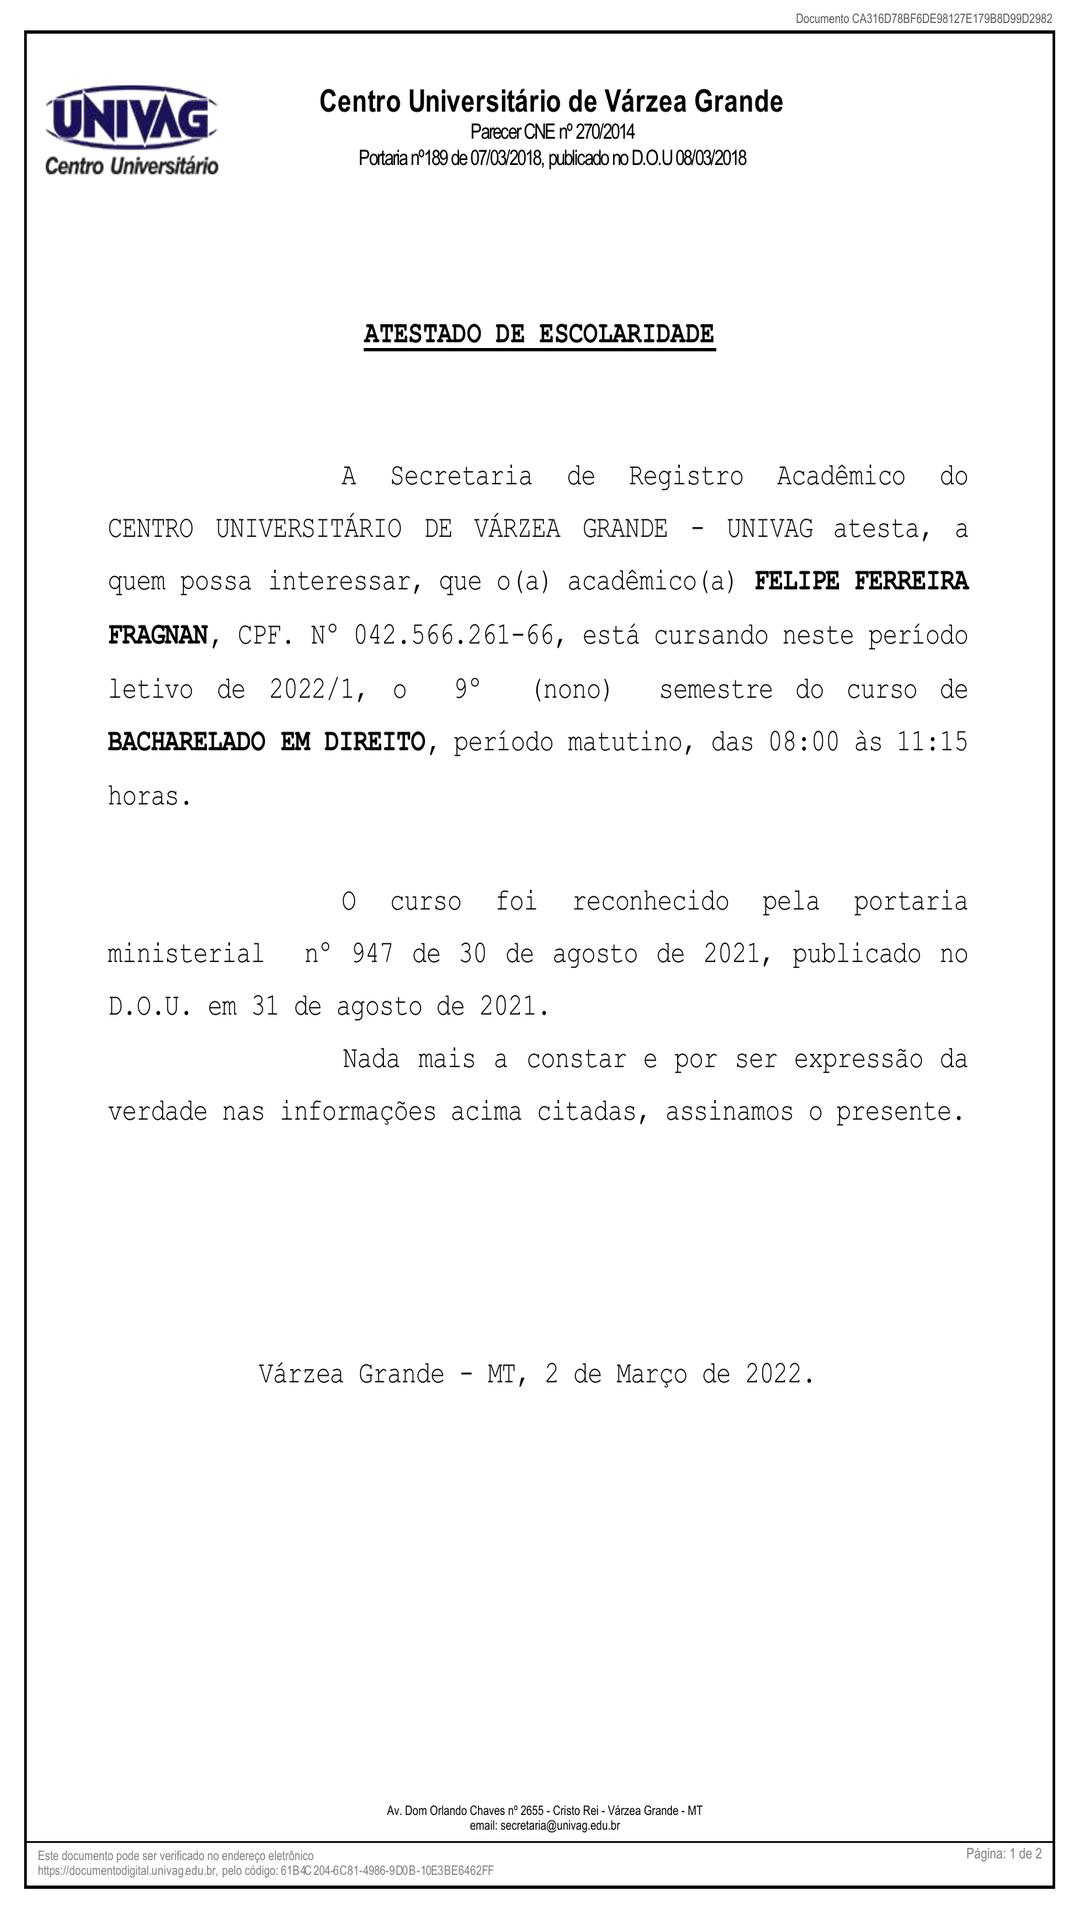 Documento CA316D78BF6DE98127E179B8D99D2982
UNIVAG
Centro Universitário
Centro Universitário de Várzea Grande
Parecer CNE nº 270/2014
Portaria nº189 de 07/03/2018, publicado no D.O.U 08/03/2018
ATESTADO DE ESCOLARIDADE
A Secretaria de Registro Acadêmico do
CENTRO UNIVERSITÁRIO DE VÁRZEA GRANDE - UNIVAG atesta, a
quem possa interessar, que o(a) acadêmico(a) FELIPE FERREIRA
FRAGNAN, CPF. N° 042.566.261-66, está cursando neste período
letivo de 2022/1, o 9° (nono) semestre do curso de
BACHARELADO EM DIREITO, período matutino, das 08:00 às 11:15
horas.
O curso foi reconhecido pela portaria
ministerial n° 947 de 30 de agosto de 2021, publicado no
D.O.U. em 31 de agosto de 2021.
Nada mais a constar e por ser expressão da
verdade nas informações acima citadas, assinamos o presente.
Várzea Grande - MT, 2 de Março de 2022.
Av. Dom Orlando Chaves nº 2655 - Cristo Rei - Várzea Grande - MT
email: secretaria@univag.edu.br
Este documento pode ser verificado no endereço eletrônico
https://documentodigital.univag.edu.br, pelo código: 61B4C204-6C81-4986-9D0B-10E3BE6462FF
Página: 1 de 2